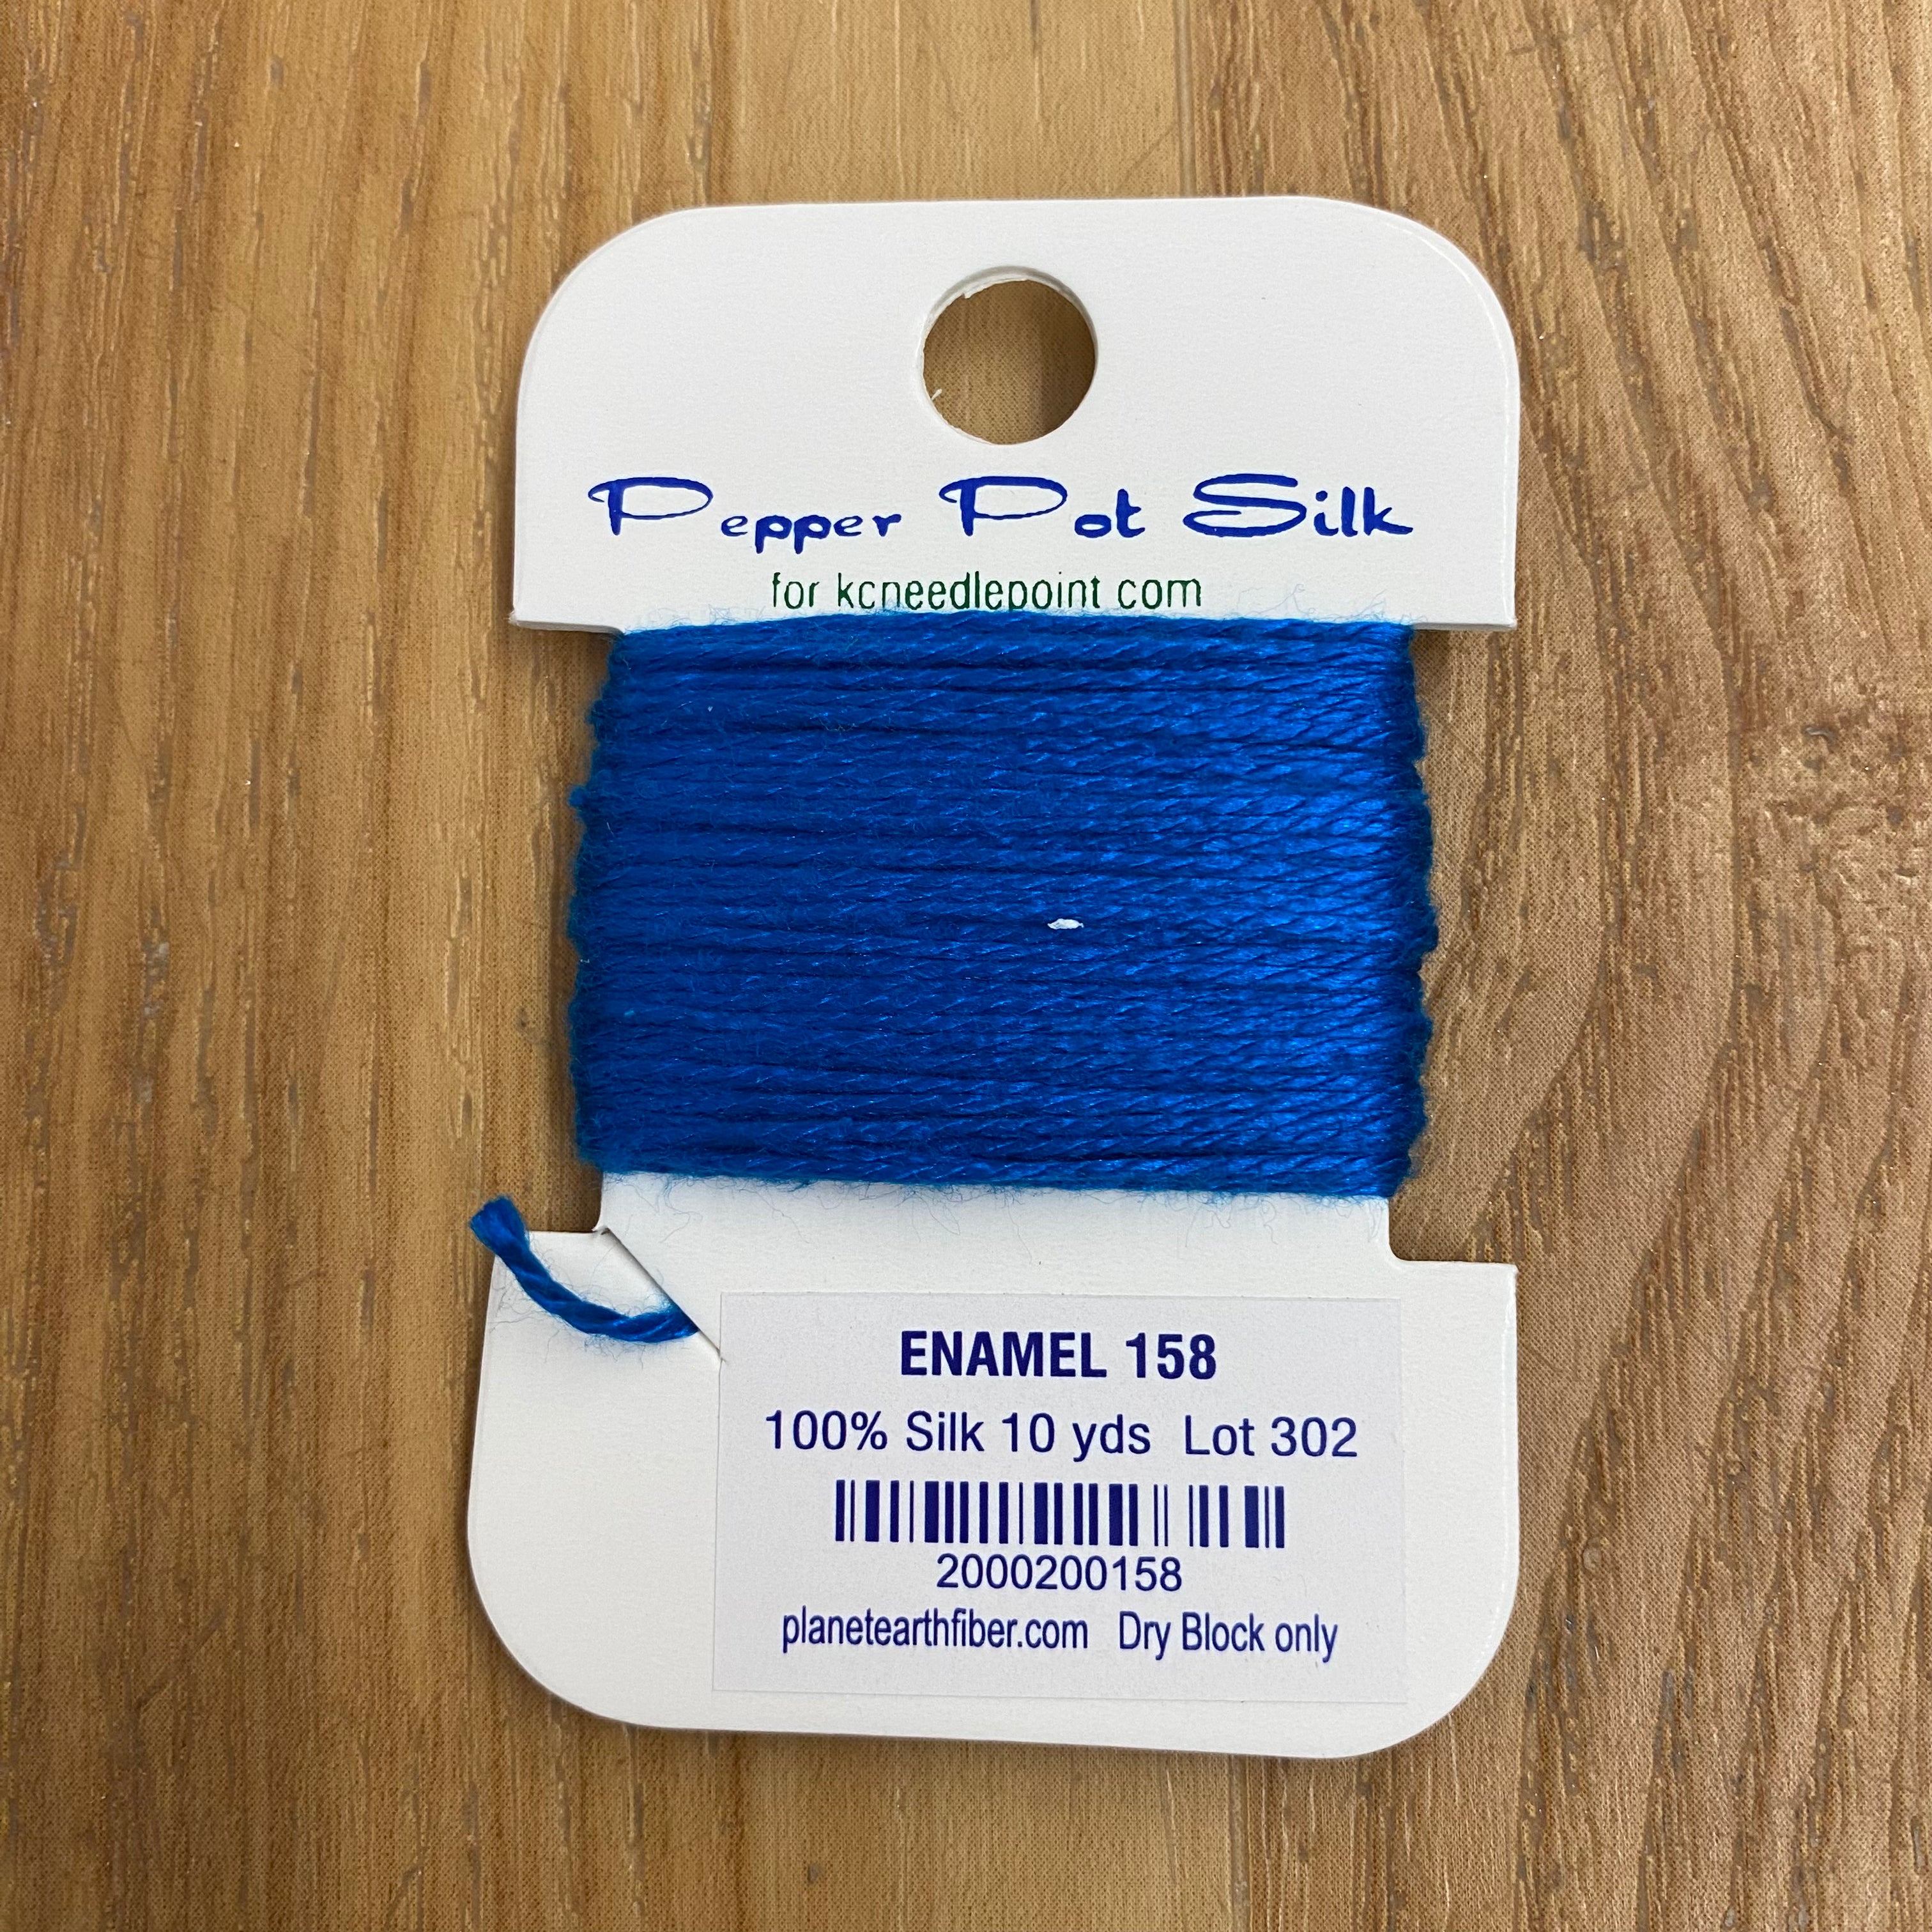 Pepper Pot Silk
for kcneedlepoint com
ENAMEL 158
100% Silk 10 yds Lot 302
2000200158
planetearthfiber.com Dry Block only